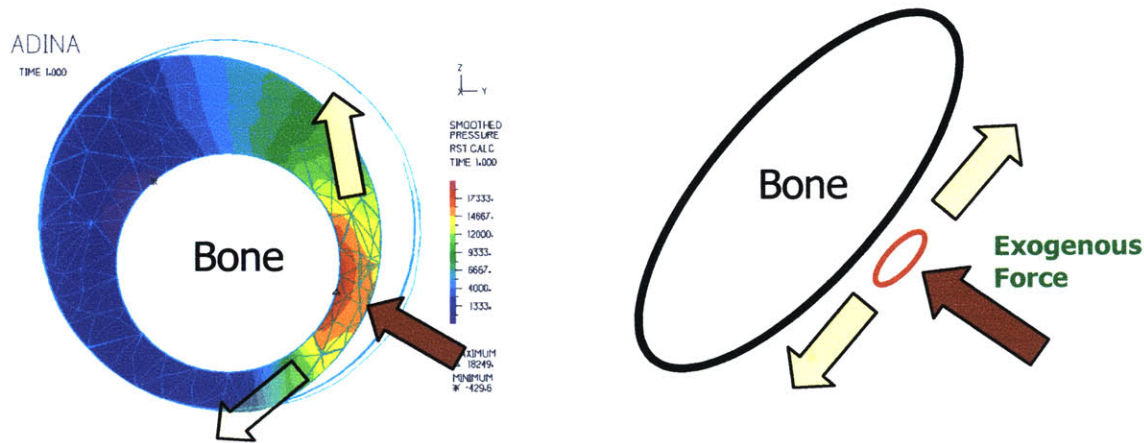 ADINA
TIME 1.000
Z
X Y
SMOOTHED
PRESSURE
RST CALC
TIME 1.000
17333.
14667.
12000.
9333.
6667.
4000.
1333.
MAXIMUM
18249.
MINIMUM
* -429.6
Bone
Bone
Exogenous
Force